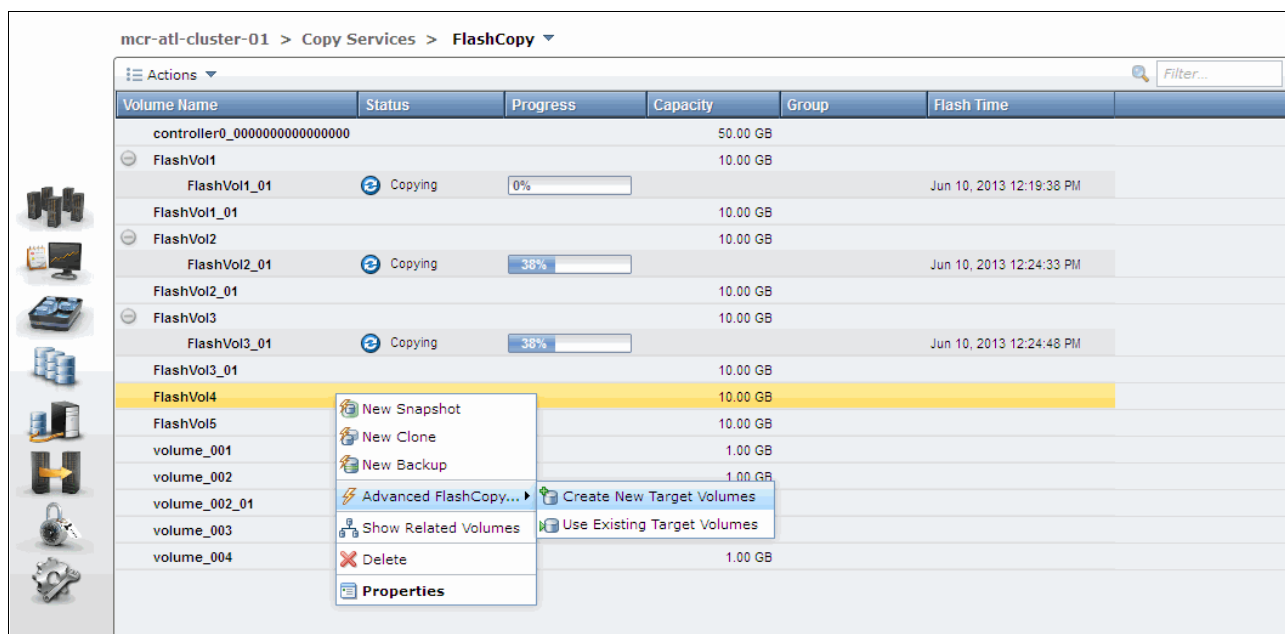 mcr-atl-cluster-01 > Copy Services > FlashCopy
Actions Filter...
Volume Name Status Progress Capacity Group Flash Time
controller0_0000000000000000 50.00 GB
FlashVol1 10.00 GB
FlashVol1_01 Copying 0% Jun 10, 2013 12:19:38 PM
FlashVol1_01 10.00 GB
FlashVol2 10.00 GB
FlashVol2_01 Copying 38% Jun 10, 2013 12:24:33 PM
FlashVol2_01 10.00 GB
FlashVol3 10.00 GB
FlashVol3_01 Copying 38% Jun 10, 2013 12:24:48 PM
FlashVol3_01 10.00 GB
FlashVol4 10.00 GB
New Snapshot
FlashVol5 10.00 GB
New Clone
volume_001 1.00 GB
New Backup
volume_002 1.00 GB
Advanced FlashCopy... Create New Target Volumes
volume_002_01
Show Related Volumes Use Existing Target Volumes
volume_003
volume_004 1.00 GB
Delete
Properties